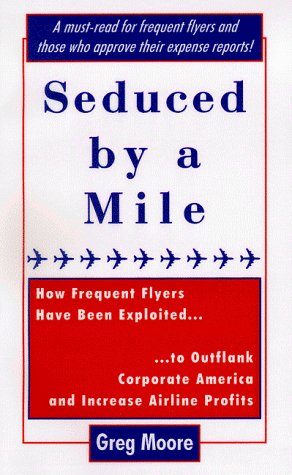 A must-read for frequent flyers and
those who approve their expense reports!
Seduced
by a
Mile
How Frequent Flyers
Have Been Exploited...
...to Outflank
Corporate America
and Increase Airline Profits
Greg Moore